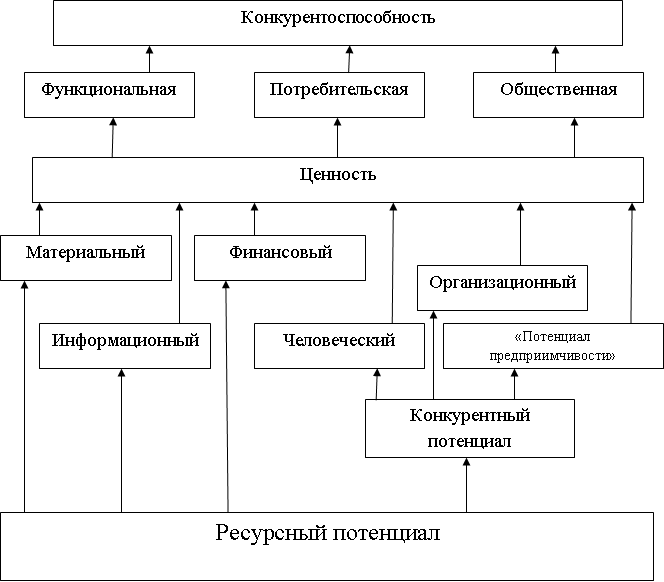 Конкурентоспособность
Функциональная
Потребительская
Общественная
Ценность
Материальный
Финансовый
Организационный
Информационный
Человеческий
«Потенциал
предприимчивости»
Конкурентный
потенциал
Ресурсный потенциал